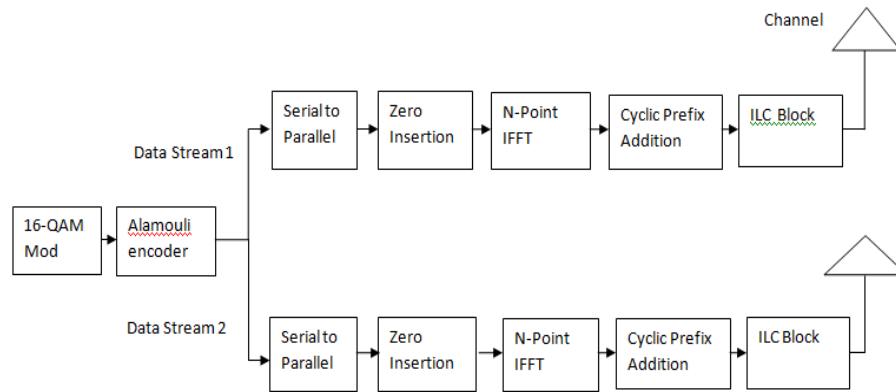 Channel
Serial to
Parallel
Zero
Insertion
N-Point
IFFT
Cyclic Prefix
Addition
ILC Block
Data Stream 1
16-QAM
Mod
Alamouli
encoder
Data Stream 2
Serial to
Parallel
Zero
Insertion
N-Point
IFFT
Cyclic Prefix
Addition
ILC Block